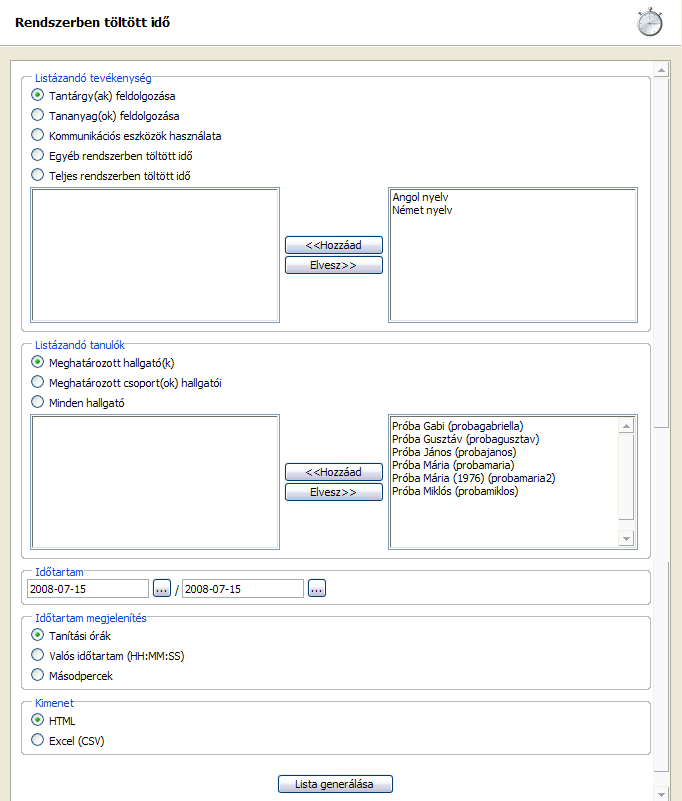 Rendszerben töltött idő
Listázandó tevékenység
Tantárgy(ak) feldolgozása
Tananyag(ok) feldolgozása
Kommunikációs eszközök használata
Egyéb rendszerben töltött idő
Teljes rendszerben töltött idő
Angol nyelv
Német nyelv
<<Hozzáad
Elvesz>>
Listázandó tanulók
Meghatározott hallgató(k)
Meghatározott csoport(ok) hallgatói
Minden hallgató
Próba Gabi (probagabriella)
Próba Gusztáv (probagusztav)
Próba János (probajanos)
Próba Mária (probamaria)
Próba Mária (1976) (probamaria2)
Próba Miklós (probamiklos)
<<Hozzáad
Elvesz>>
Időtartam
2008-07-15 ... / 2008-07-15 ...
Időtartam megjelenítés
Tanítási órák
Valós időtartam (HH:MM:SS)
Másodpercek
Kimenet
HTML
Excel (CSV)
Lista generálása